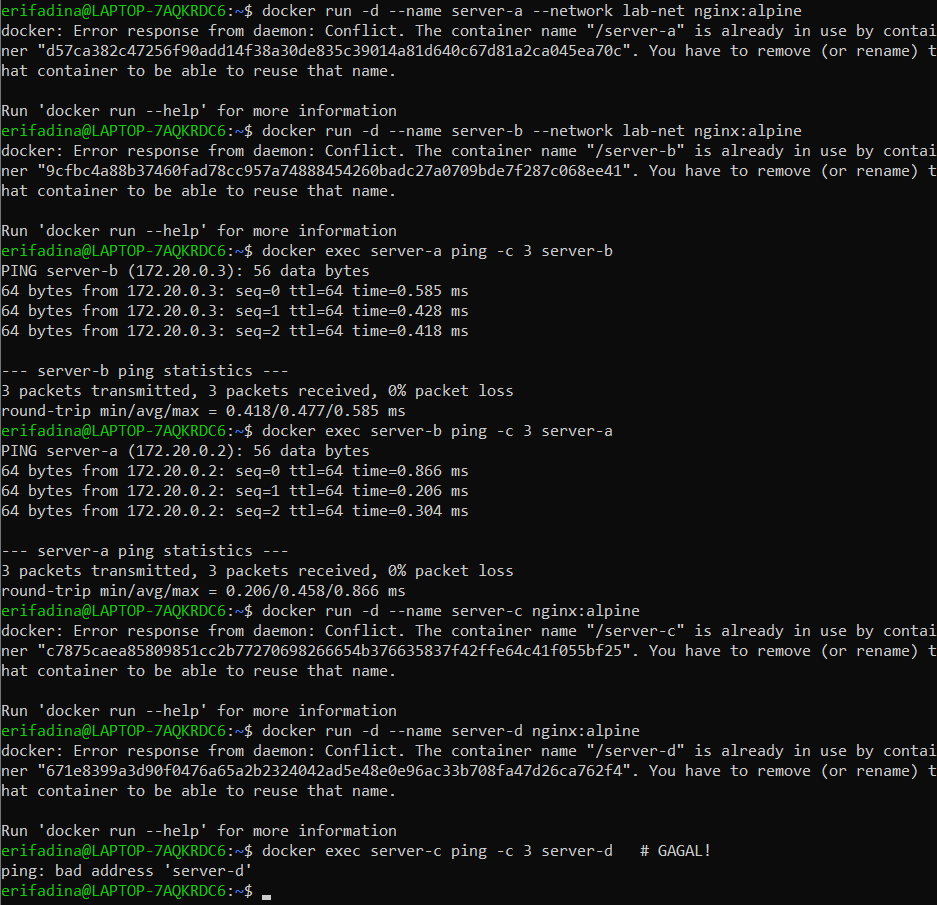 erifadina@LAPTOP-7AQKRDC6:~$ docker run -d --name server-a --network lab-net nginx:alpine
docker: Error response from daemon: Conflict. The container name "/server-a" is already in use by contai
ner "d57ca382c47256f90add14f38a30de835c39014a81d640c67d81a2ca045ea70c". You have to remove (or rename) t
hat container to be able to reuse that name.

Run 'docker run --help' for more information
erifadina@LAPTOP-7AQKRDC6:~$ docker run -d --name server-b --network lab-net nginx:alpine
docker: Error response from daemon: Conflict. The container name "/server-b" is already in use by contai
ner "9cfbc4a88b37460fad78cc957a74888454260badc27a0709bde7f287c068ee41". You have to remove (or rename) t
hat container to be able to reuse that name.

Run 'docker run --help' for more information
erifadina@LAPTOP-7AQKRDC6:~$ docker exec server-a ping -c 3 server-b
PING server-b (172.20.0.3): 56 data bytes
64 bytes from 172.20.0.3: seq=0 ttl=64 time=0.585 ms
64 bytes from 172.20.0.3: seq=1 ttl=64 time=0.428 ms
64 bytes from 172.20.0.3: seq=2 ttl=64 time=0.418 ms

--- server-b ping statistics ---
3 packets transmitted, 3 packets received, 0% packet loss
round-trip min/avg/max = 0.418/0.477/0.585 ms
erifadina@LAPTOP-7AQKRDC6:~$ docker exec server-b ping -c 3 server-a
PING server-a (172.20.0.2): 56 data bytes
64 bytes from 172.20.0.2: seq=0 ttl=64 time=0.866 ms
64 bytes from 172.20.0.2: seq=1 ttl=64 time=0.206 ms
64 bytes from 172.20.0.2: seq=2 ttl=64 time=0.304 ms

--- server-a ping statistics ---
3 packets transmitted, 3 packets received, 0% packet loss
round-trip min/avg/max = 0.206/0.458/0.866 ms
erifadina@LAPTOP-7AQKRDC6:~$ docker run -d --name server-c nginx:alpine
docker: Error response from daemon: Conflict. The container name "/server-c" is already in use by contai
ner "c7875caea85809851cc2b77270698266654b376635837f42ffe64c41f055bf25". You have to remove (or rename) t
hat container to be able to reuse that name.

Run 'docker run --help' for more information
erifadina@LAPTOP-7AQKRDC6:~$ docker run -d --name server-d nginx:alpine
docker: Error response from daemon: Conflict. The container name "/server-d" is already in use by contai
ner "671e8399a3d90f0476a65a2b2324042ad5e48e0e96ac33b708fa47d26ca762f4". You have to remove (or rename) t
hat container to be able to reuse that name.

Run 'docker run --help' for more information
erifadina@LAPTOP-7AQKRDC6:~$ docker exec server-c ping -c 3 server-d   # GAGAL!
ping: bad address 'server-d'
erifadina@LAPTOP-7AQKRDC6:~$